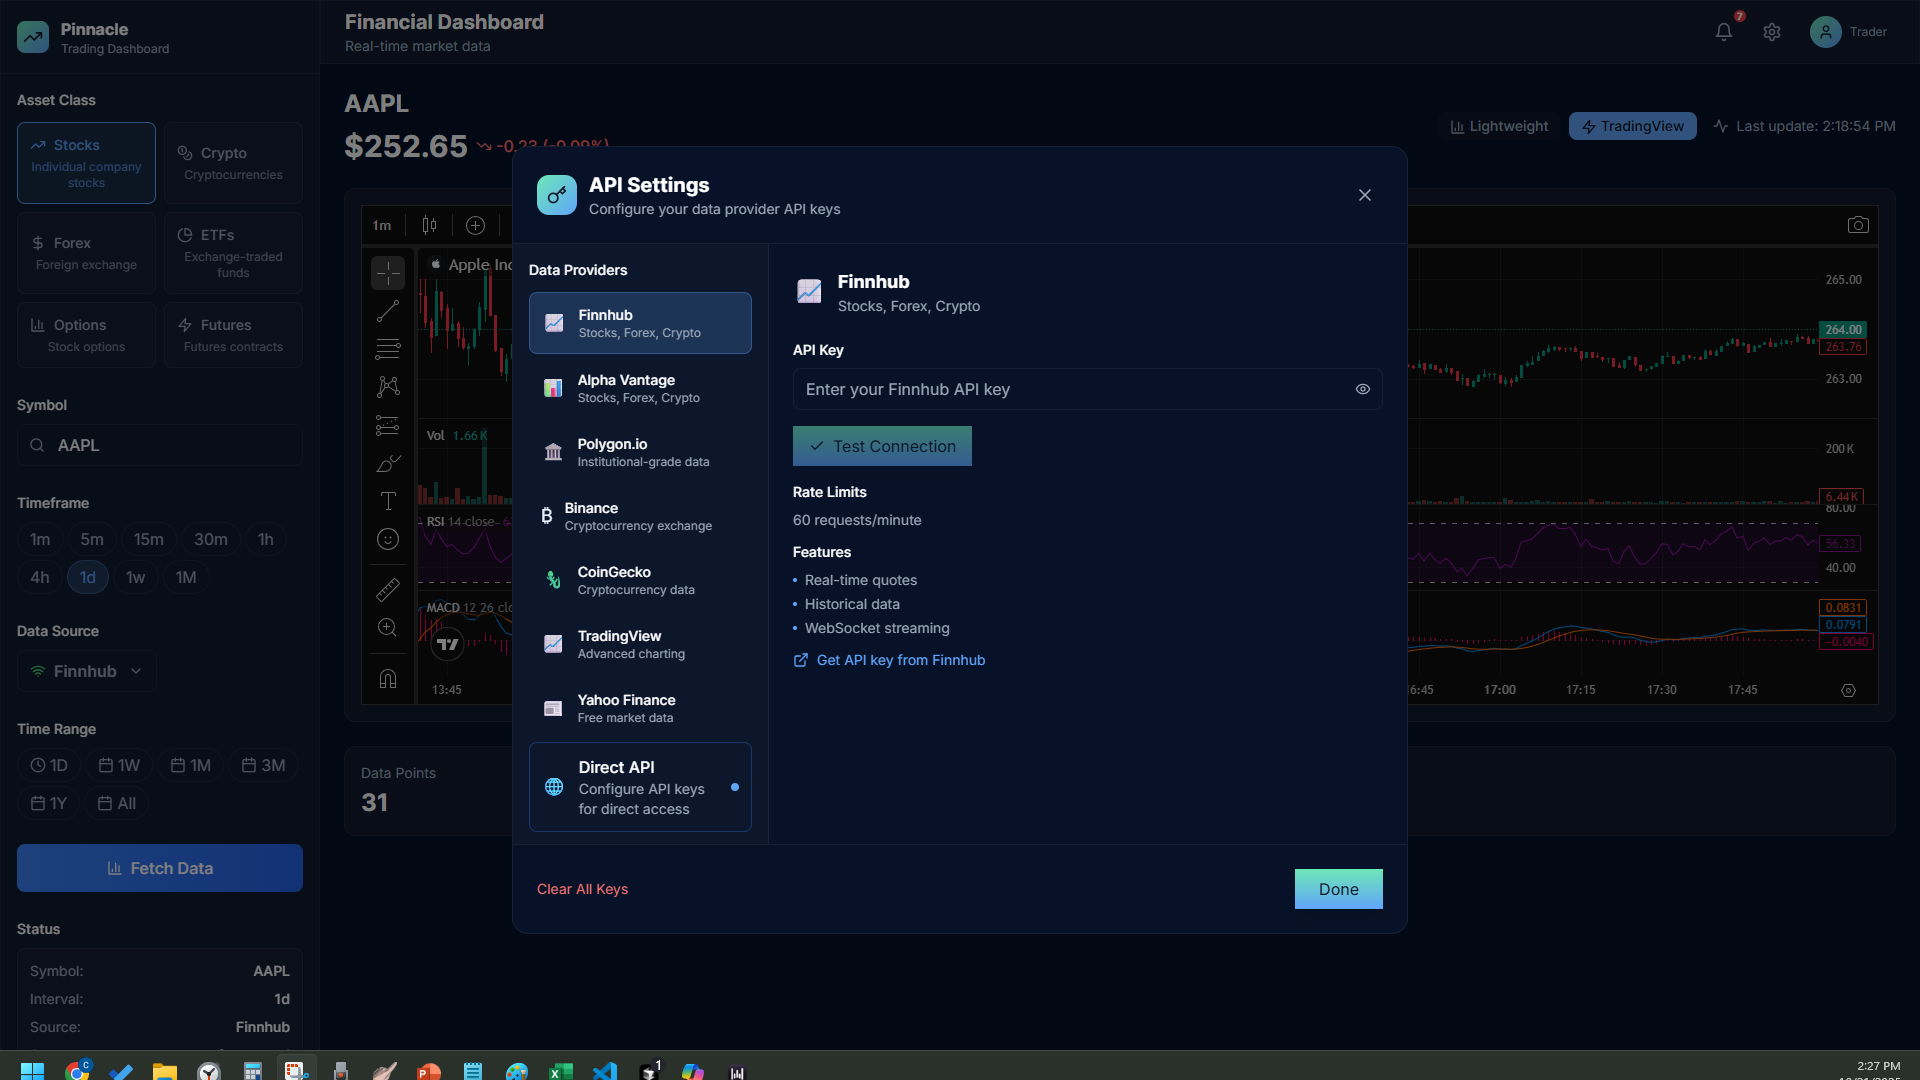 Pinnacle
Trading Dashboard
Financial Dashboard
Real-time market data
7
Trader
Asset Class
Stocks
Individual company
stocks
Crypto
Cryptocurrencies
Forex
Foreign exchange
ETFs
Exchange-traded
funds
Options
Stock options
Futures
Futures contracts
Symbol
AAPL
Timeframe
1m 5m 15m 30m 1h
4h 1d 1w 1M
Data Source
Finnhub
Time Range
1D 1W 1M 3M
1Y All
Fetch Data
Status
Symbol: AAPL
Interval: 1d
Source: Finnhub
AAPL
$252.65 -0.23 (-0.09%)
Lightweight TradingView Last update: 2:18:54 PM
1m
Apple Inc
Vol 1.66 K
RSI 14 close
MACD 12 26 clo
13:45
Data Points
31
API Settings
Configure your data provider API keys
Data Providers
Finnhub
Stocks, Forex, Crypto
Alpha Vantage
Stocks, Forex, Crypto
Polygon.io
Institutional-grade data
Binance
Cryptocurrency exchange
CoinGecko
Cryptocurrency data
TradingView
Advanced charting
Yahoo Finance
Free market data
Direct API
Configure API keys
for direct access
Finnhub
Stocks, Forex, Crypto
API Key
Enter your Finnhub API key
Test Connection
Rate Limits
60 requests/minute
Features
• Real-time quotes
• Historical data
• WebSocket streaming
Get API key from Finnhub
Clear All Keys
Done
265.00
264.00
263.76
263.00
200 K
6.44 K
80.00
56.33
40.00
0.0831
0.0791
−0.0040
6:45 17:00 17:15 17:30 17:45
2:27 PM